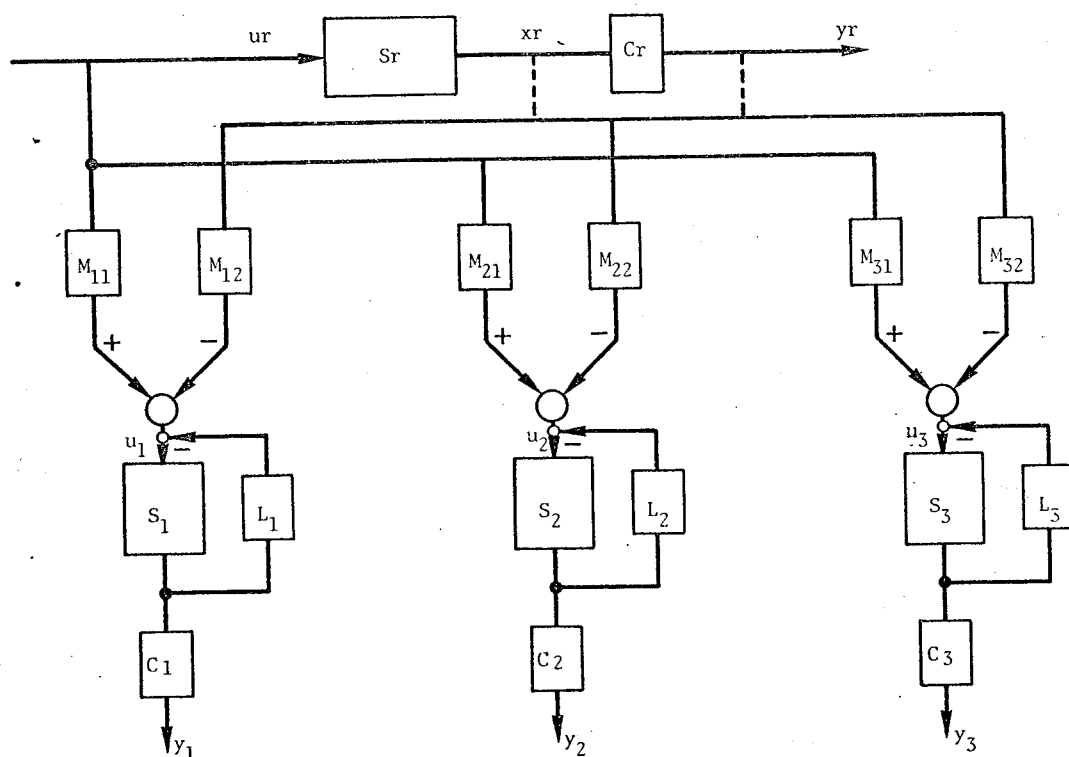 ur
Sr
xr
Cr
yr
M11
M12
M21
M22
M31
M32
+
−
+
−
+
−
u1
−
u2
−
u3
−
S1
L1
S2
L2
S3
L3
C1
C2
C3
y1
y2
y3